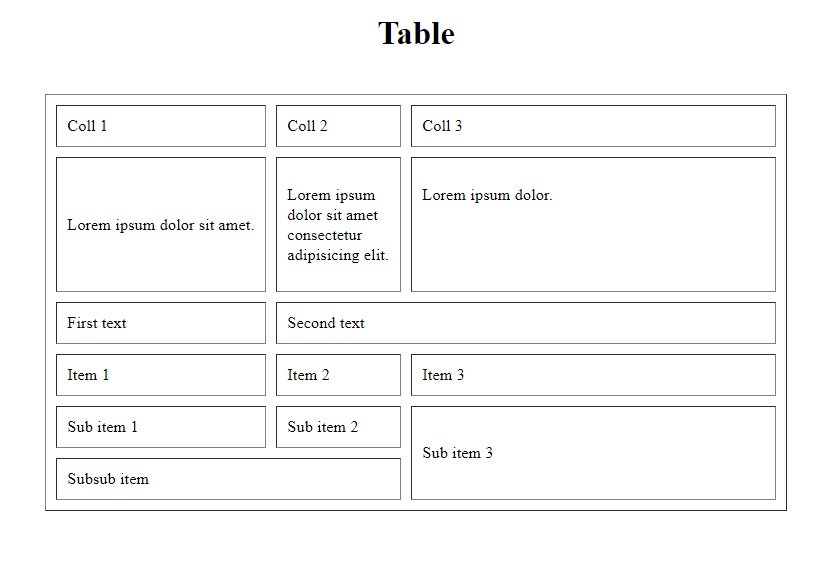 Table
Coll 1
Coll 2
Coll 3
Lorem ipsum dolor sit amet.
Lorem ipsum
dolor sit amet
consectetur
adipisicing elit.
Lorem ipsum dolor.
First text
Second text
Item 1
Item 2
Item 3
Sub item 1
Sub item 2
Sub item 3
Subsub item